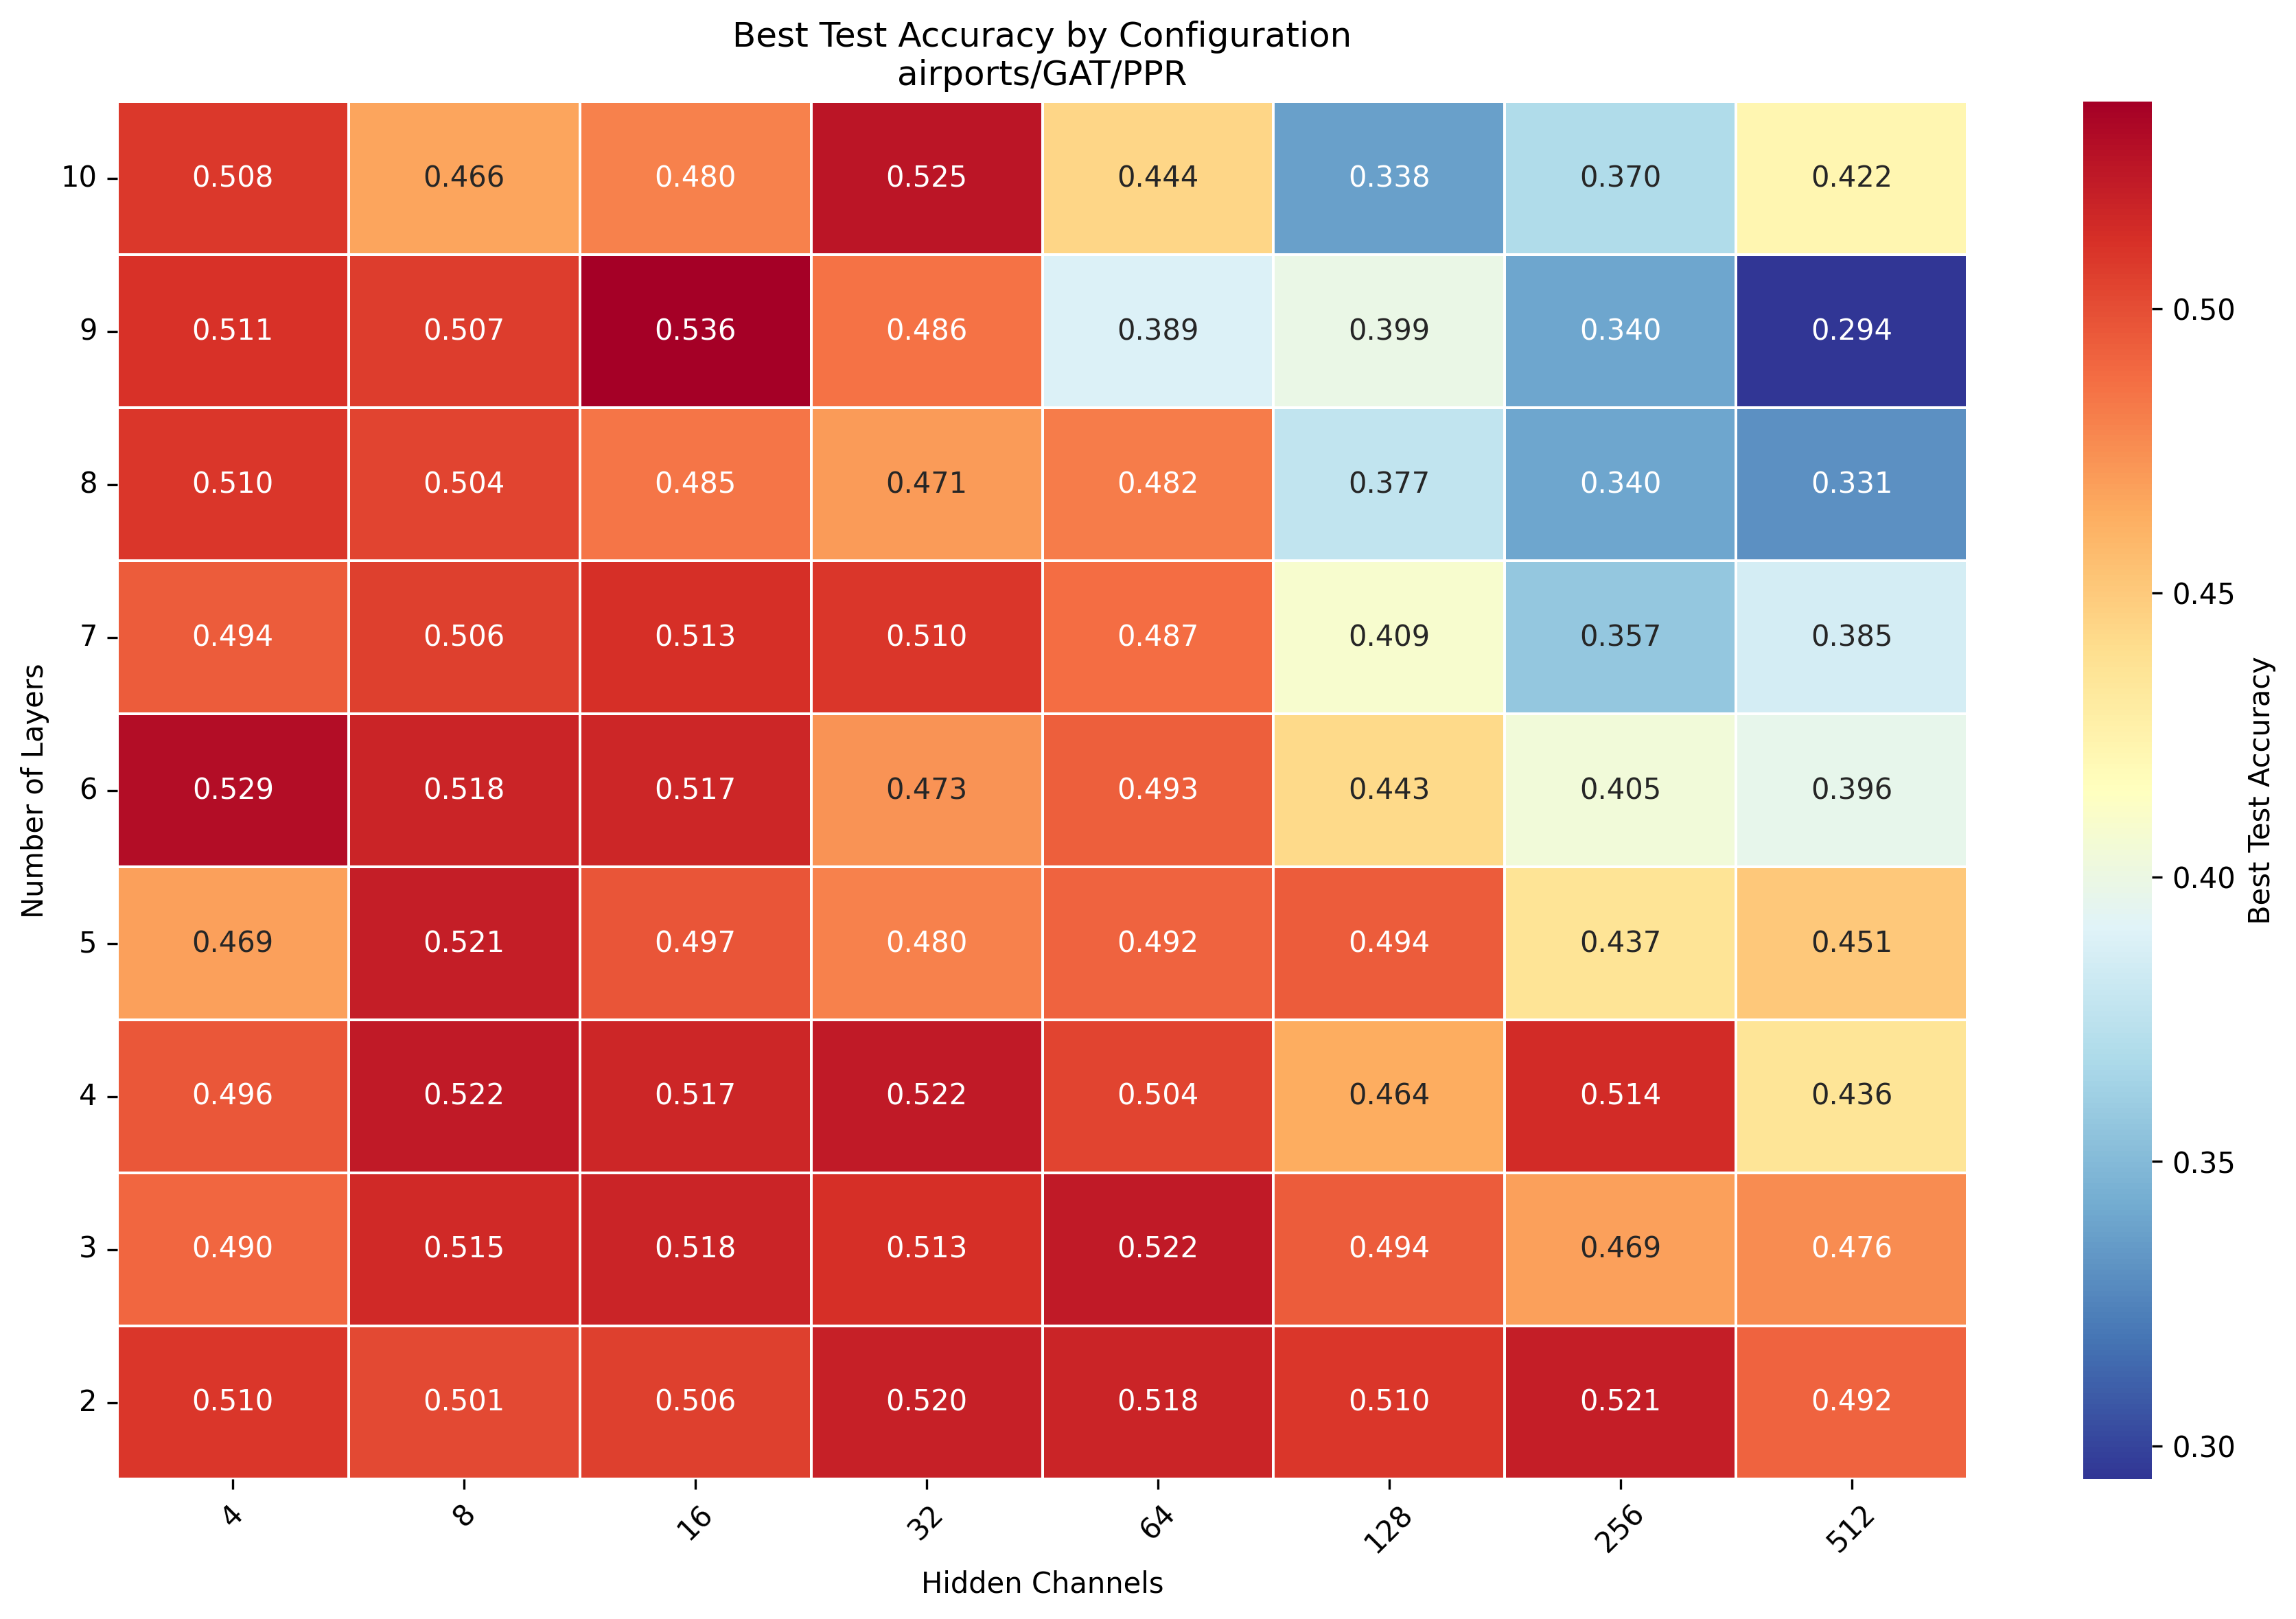 Best Test Accuracy by Configuration
airports/GAT/PPR
10 0.508 0.466 0.480 0.525 0.444 0.338 0.370 0.422
9 0.511 0.507 0.536 0.486 0.389 0.399 0.340 0.294
8 0.510 0.504 0.485 0.471 0.482 0.377 0.340 0.331
7 0.494 0.506 0.513 0.510 0.487 0.409 0.357 0.385
6 0.529 0.518 0.517 0.473 0.493 0.443 0.405 0.396
5 0.469 0.521 0.497 0.480 0.492 0.494 0.437 0.451
4 0.496 0.522 0.517 0.522 0.504 0.464 0.514 0.436
3 0.490 0.515 0.518 0.513 0.522 0.494 0.469 0.476
2 0.510 0.501 0.506 0.520 0.518 0.510 0.521 0.492
4 8 16 32 64 128 256 512
Hidden Channels
Number of Layers
0.50
0.45
0.40
0.35
0.30
Best Test Accuracy